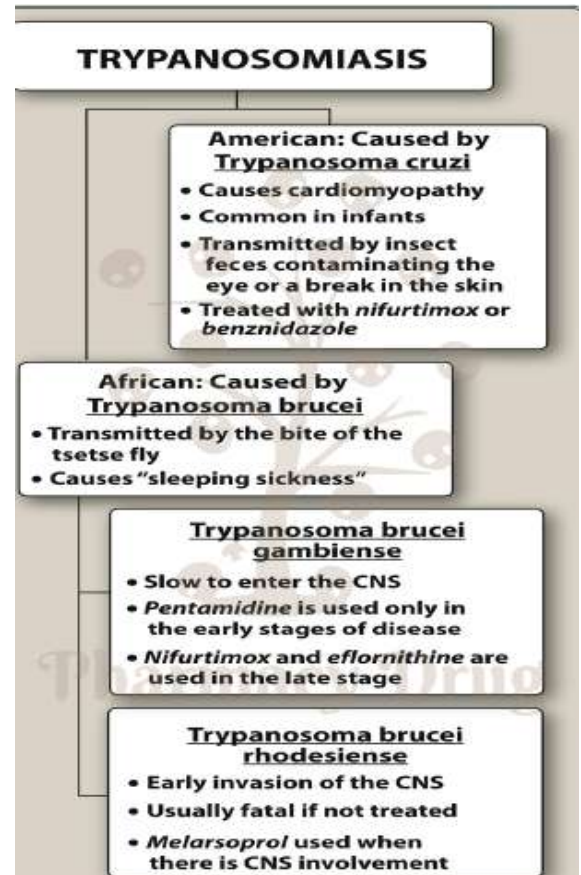 TRYPANOSOMIASIS
American: Caused by
Trypanosoma cruzi
• Causes cardiomyopathy
• Common in infants
• Transmitted by insect
feces contaminating the
eye or a break in the skin
• Treated with nifurtimox or
benznidazole
African: Caused by
Trypanosoma brucei
• Transmitted by the bite of the
tsetse fly
• Causes “sleeping sickness”
Trypanosoma brucei
gambiense
• Slow to enter the CNS
• Pentamidine is used only in
the early stages of disease
• Nifurtimox and eflornithine are
used in the late stage
Trypanosoma brucei
rhodesiense
• Early invasion of the CNS
• Usually fatal if not treated
• Melarsoprol used when
there is CNS involvement